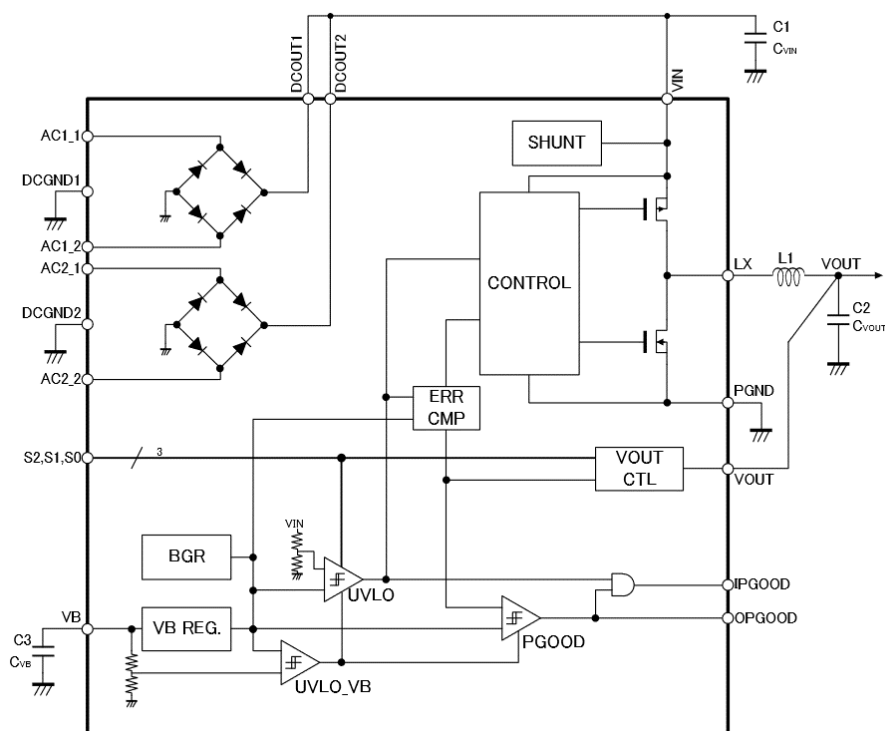 C1
CVIN
DCOUT1
DCOUT2
VIN
AC1_1
SHUNT
DCGND1
AC1_2
AC2_1
CONTROL
LX
L1
VOUT
C2
CVOUT
DCGND2
AC2_2
PGND
ERR
CMP
S2,S1,S0
3
VOUT
CTL
VOUT
VIN
BGR
UVLO
IPGOOD
VB
VB REG.
OPGOOD
PGOOD
C3
CVB
UVLO_VB